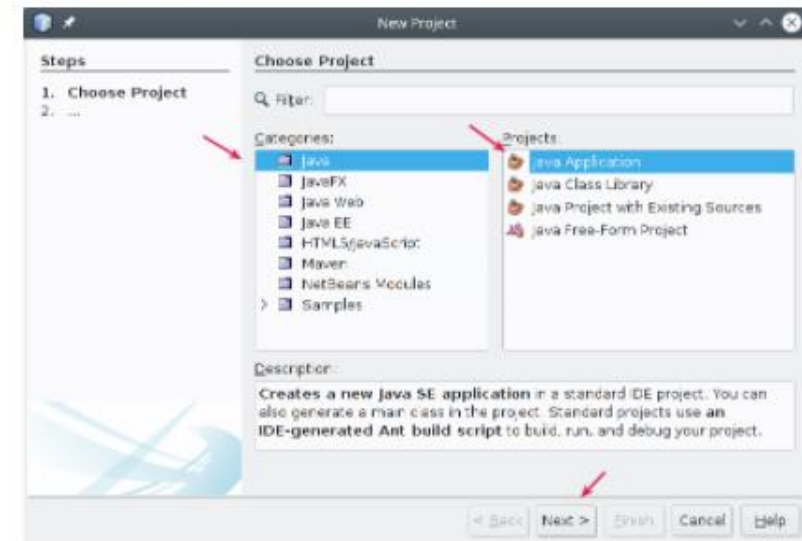 New Project
Steps
1. Choose Project
2. ...
Choose Project
Filter:
Categories:
Java
JavaFX
Java Web
Java EE
HTML5/JavaScript
Maven
NetBeans Modules
Samples
Projects:
Java Application
Java Class Library
Java Project with Existing Sources
Java Free-Form Project
Description:
Creates a new Java SE application in a standard IDE project. You can
also generate a main class in the project. Standard projects use an
IDE-generated Ant build script to build, run, and debug your project.
< Back
Next >
Finish
Cancel
Help